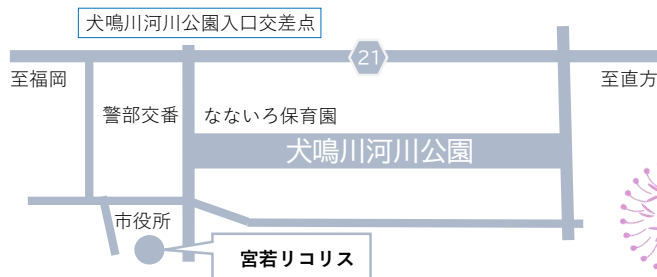 犬鳴川河川公園入口交差点
21
至福岡
至直方
警部交番
なないろ保育園
犬鳴川河川公園
市役所
宮若リコリス